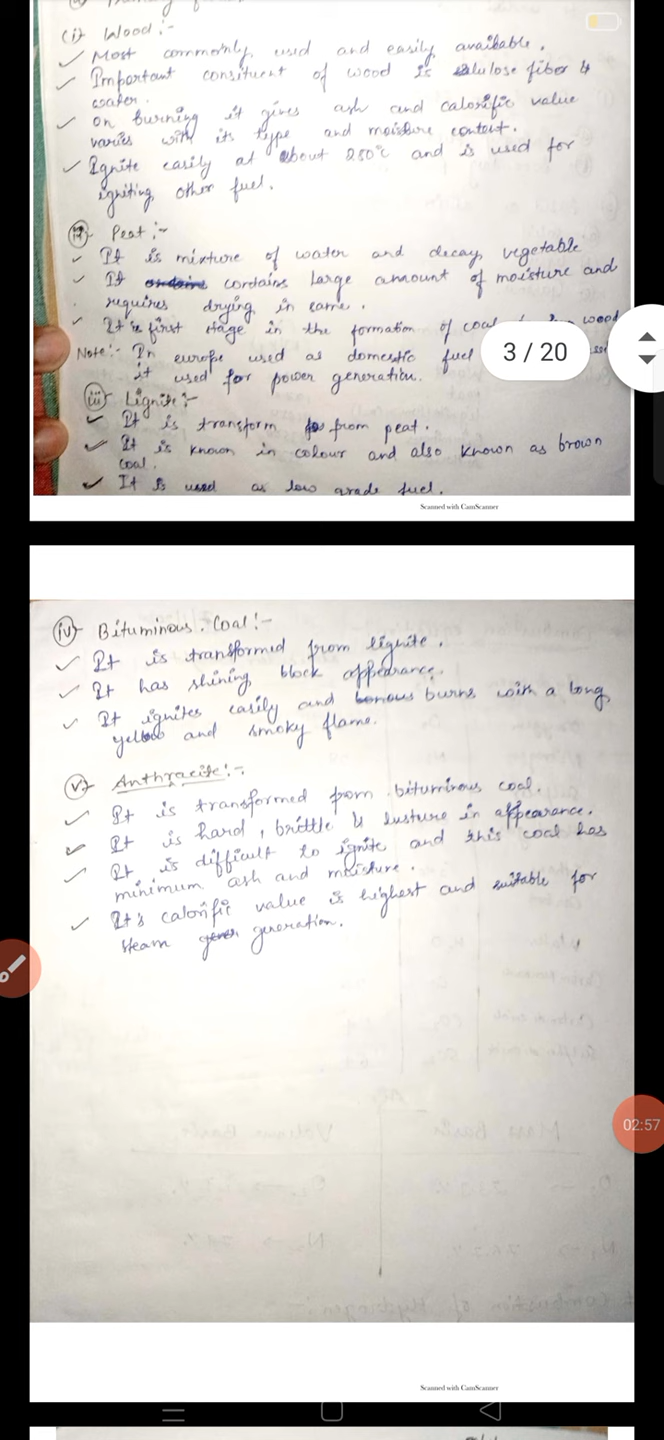 (i) Wood :-
✓ Most commonly used and easily available.
✓ Important consituent of wood is celulose fiber &
water.
✓ on burning it gives ash and calorific value
varies with its type and moisture content.
✓ Ignite easily at about 250°C and is used for
igniting other fuel.
(ii) Peat :-
✓ It is mixture of water and decay vegetable
✓ It contains large amount of moisture and
requires drying in
✓ It's first stage in the formation of coal wood
Note:- In europe used as domestic fuel
it used for power generation.
(iii) Lignite :-
✓ It is transform from peat.
✓ It is known in colour and also known as brown
coal.
✓ It is used as low grade fuel.
3 / 20
Scanned with CamScanner
(iv) Bituminous . Coal :-
✓ It is transformed from lignite.
✓ It has shining block appearance.
✓ It ignites easily and burns with a long
yellow and smoky flame.
(v) Anthracite :-
✓ It is transformed from bituminous coal.
✓ It is hard, brittle & lusture in appearance.
✓ It is difficult to ignite and this coal has
minimum ash and moisture.
✓ It's calorific value is highest and suitable for
steam generation.
02:57
Scanned with CamScanner